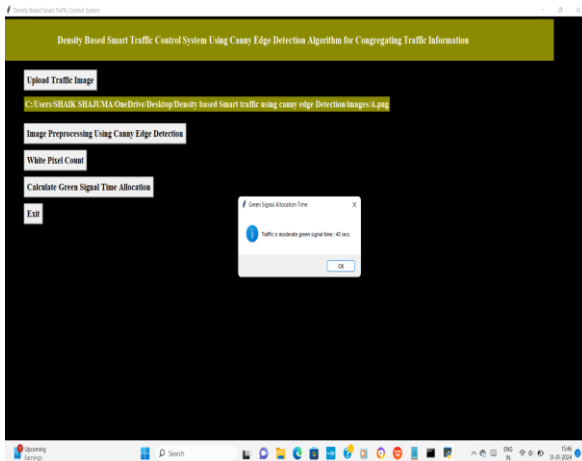 Density Based Smart Traffic Control System
Density Based Smart Traffic Control System Using Canny Edge Detection Algorithm for Congregating Traffic Information
Upload Traffic Image
C:/Users/SHAIK SHAJUMA/OneDrive/Desktop/Density based Smart traffic using canny edge Detection/images/A.png
Image Preprocessing Using Canny Edge Detection
White Pixel Count
Calculate Green Signal Time Allocation
Exit
Green Signal Allocation Time
Traffic is moderate green signal time : 40 secs
OK
Upcoming
Earnings
Search
ENG
IN
15:46
31-01-2024